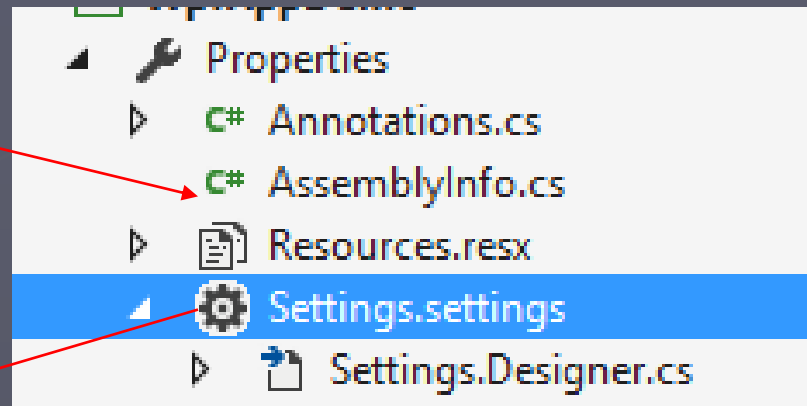 Properties
C# Annotations.cs
C# AssemblyInfo.cs
Resources.resx
Settings.settings
Settings.Designer.cs